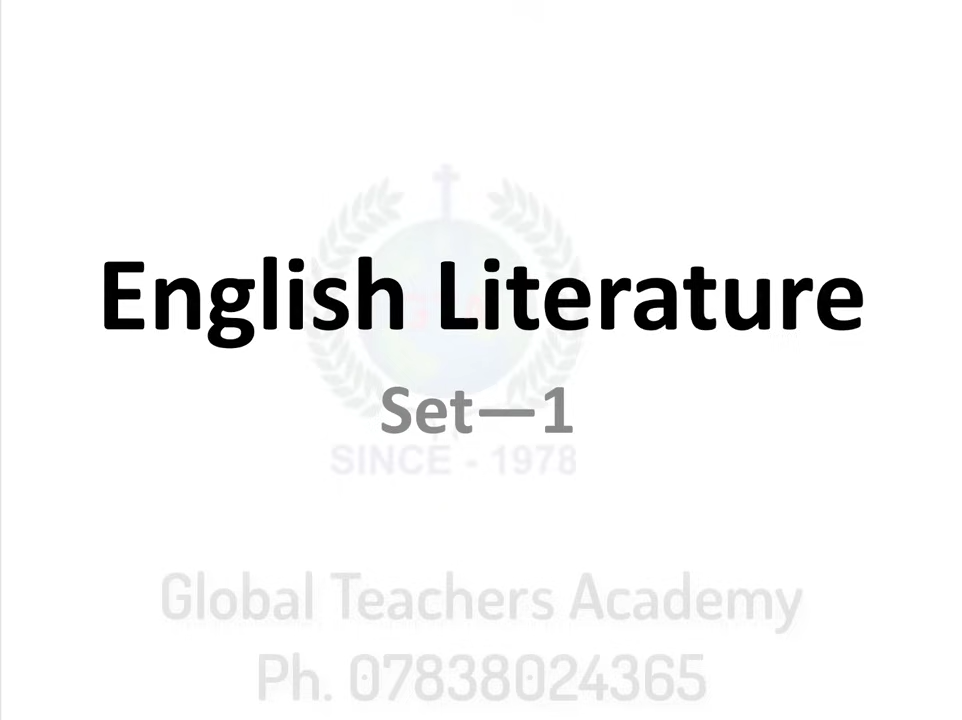 English Literature
Set—1
SINCE - 1978
Global Teachers Academy
Ph. 07838024365